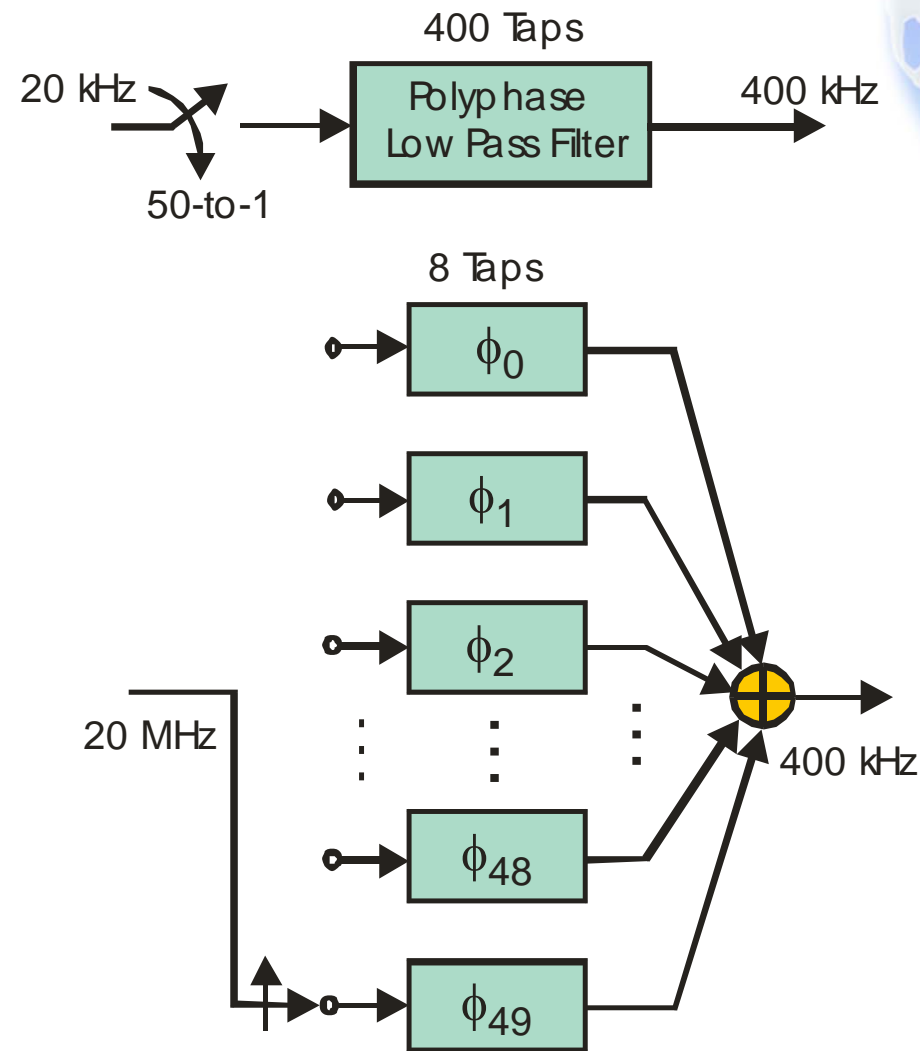 400 Taps
20 kHz
Polyphase
Low Pass Filter
400 kHz
50-to-1
8 Taps
ϕ0
ϕ1
ϕ2
20 MHz
400 kHz
ϕ48
ϕ49